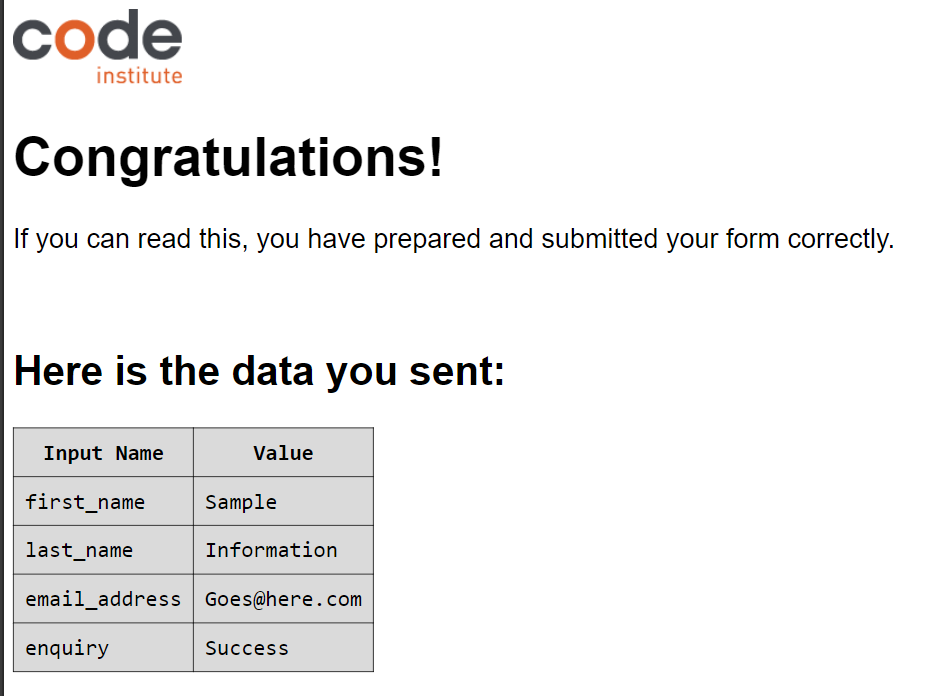 code
institute
Congratulations!
If you can read this, you have prepared and submitted your form correctly.
Here is the data you sent:
Input Name Value
first_name Sample
last_name Information
email_address Goes@here.com
enquiry Success